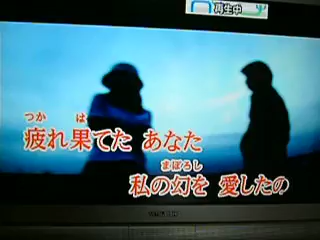 再生中
つか は
疲れ果てた あなた
まぼろし
私の幻を 愛したの